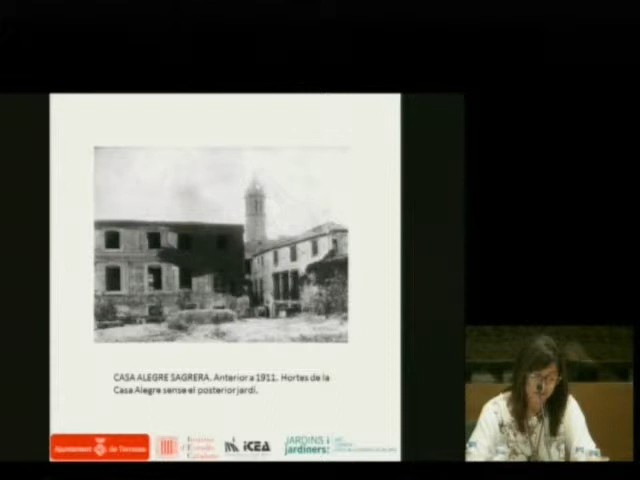 CASA ALEGRE SAGRERA. Anterior a 1911. Hortes de la
Casa Alegre sense el posterior jardí.
Ajuntament de Terrassa
ICEA
JARDINS i
jardiners: